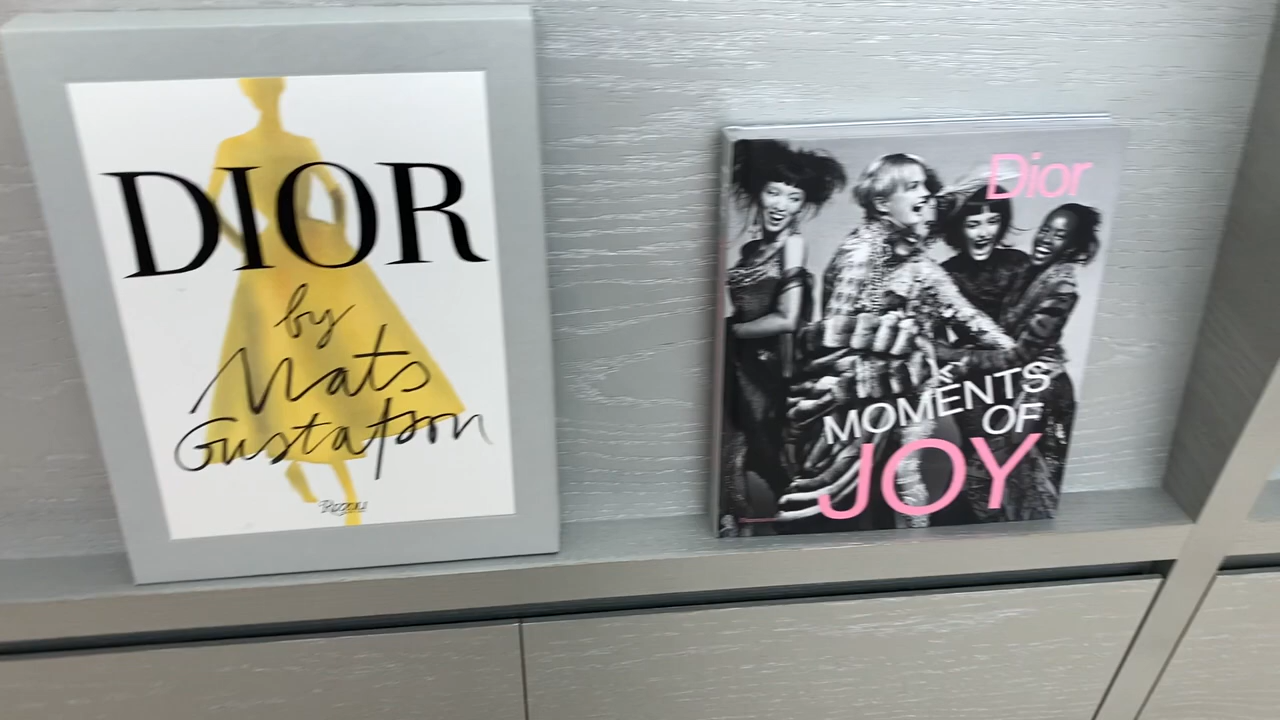 DIOR
by
Mats
Gustafson
Rizzoli
Dior
MOMENTS
OF
JOY